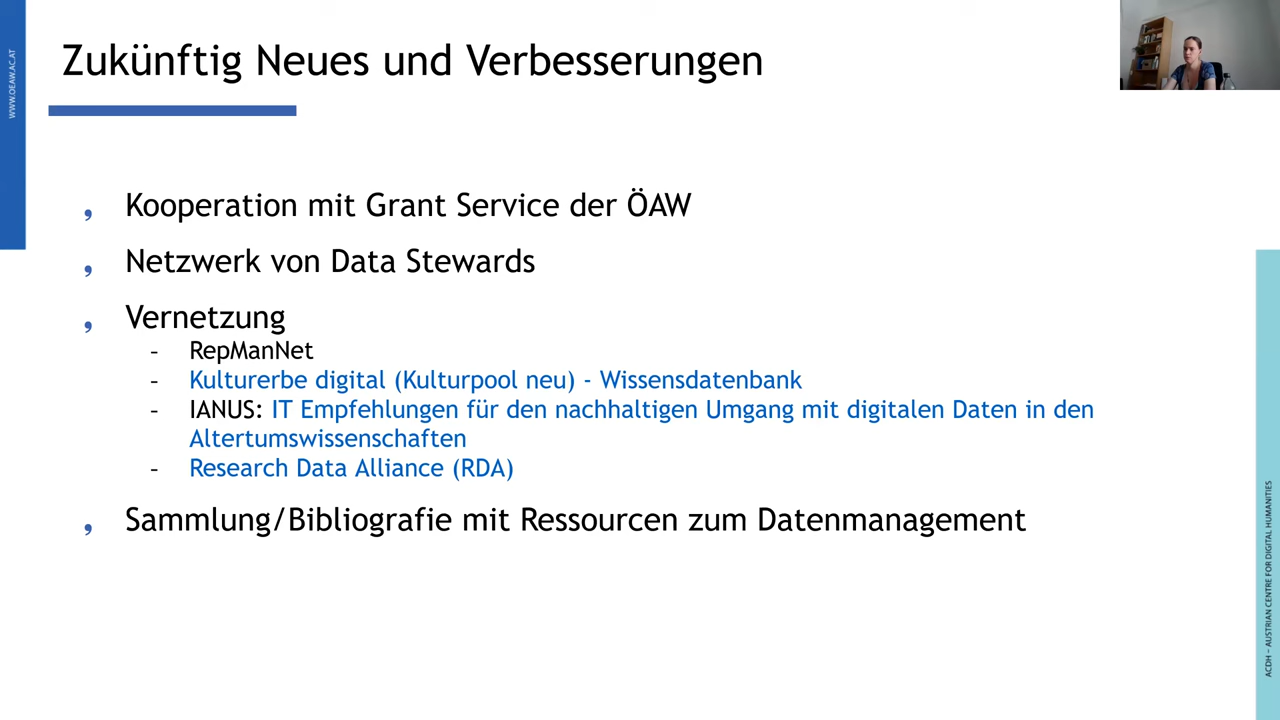 WWW.OEAW.AC.AT
Zukünftig Neues und Verbesserungen
, Kooperation mit Grant Service der ÖAW
, Netzwerk von Data Stewards
, Vernetzung
- RepManNet
- Kulturerbe digital (Kulturpool neu) - Wissensdatenbank
- IANUS: IT Empfehlungen für den nachhaltigen Umgang mit digitalen Daten in den
Altertumswissenschaften
- Research Data Alliance (RDA)
, Sammlung/Bibliografie mit Ressourcen zum Datenmanagement
ACDH – AUSTRIAN CENTRE FOR DIGITAL HUMANITIES